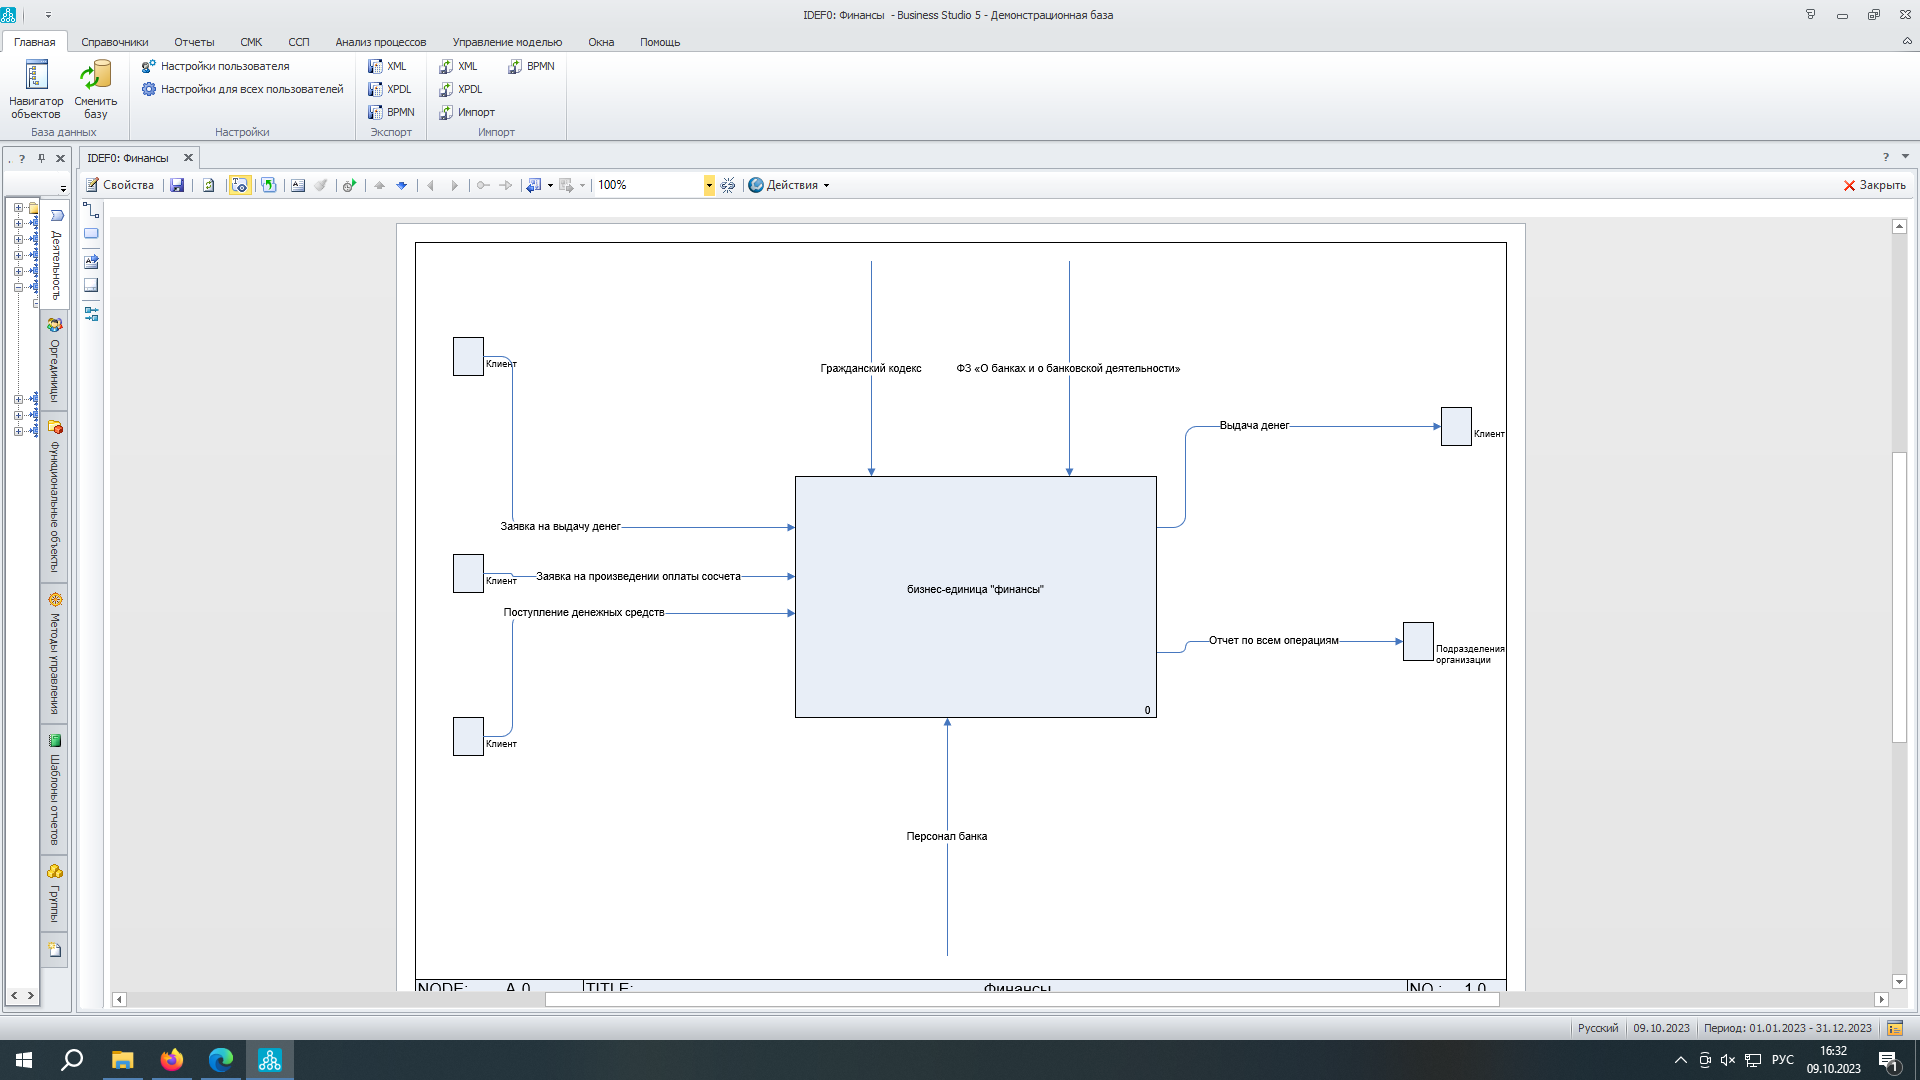 IDEF0: Финансы - Business Studio 5 - Демонстрационная база
Главная Справочники Отчеты СМК ССП Анализ процессов Управление моделью Окна Помощь
Навигатор объектов
Сменить базу
База данных
Настройки пользователя
Настройки для всех пользователей
Настройки
XML
XPDL
BPMN
Экспорт
XML
XPDL
Импорт
BPMN
Импорт
IDEF0: Финансы
Свойства
100%
Действия
Закрыть
Деятельность
Оргединицы
Функциональные объекты
Методы управления
Шаблоны отчетов
Группы
Клиент
Гражданский кодекс
ФЗ «О банках и о банковской деятельности»
Выдача денег
Клиент
Заявка на выдачу денег
Клиент
Заявка на произведении оплаты сосчета
бизнес-единица "финансы"
Поступление денежных средств
Отчет по всем операциям
Подразделения
организации
0
Клиент
Персонал банка
NODE: A-0 TITLE: Финансы NO.: 1.0
Русский 09.10.2023 Период: 01.01.2023 - 31.12.2023
РУС
16:32
09.10.2023
1